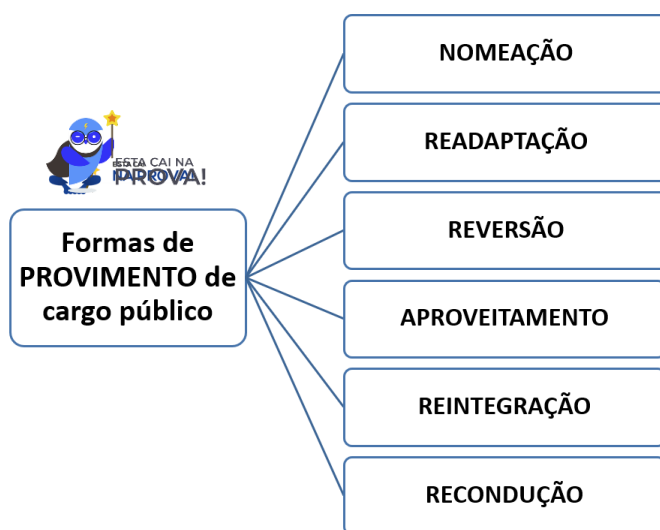 NOMEAÇÃO
ESTA CAI NA
PROVA!
READAPTAÇÃO
REVERSÃO
Formas de
PROVIMENTO de
cargo público
APROVEITAMENTO
REINTEGRAÇÃO
RECONDUÇÃO